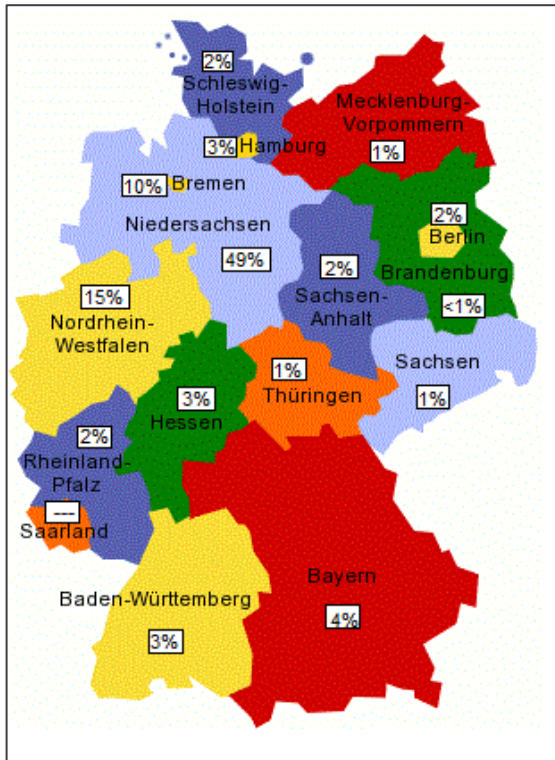 2%
Schleswig-
Holstein
Mecklenburg-
Vorpommern
1%
3%
Hamburg
10%
Bremen
Niedersachsen
49%
2%
Berlin
Brandenburg
<1%
2%
Sachsen-
Anhalt
15%
Nordrhein-
Westfalen
Sachsen
1%
1%
Thüringen
3%
Hessen
2%
Rheinland-
Pfalz
---
Saarland
Bayern
4%
Baden-Württemberg
3%